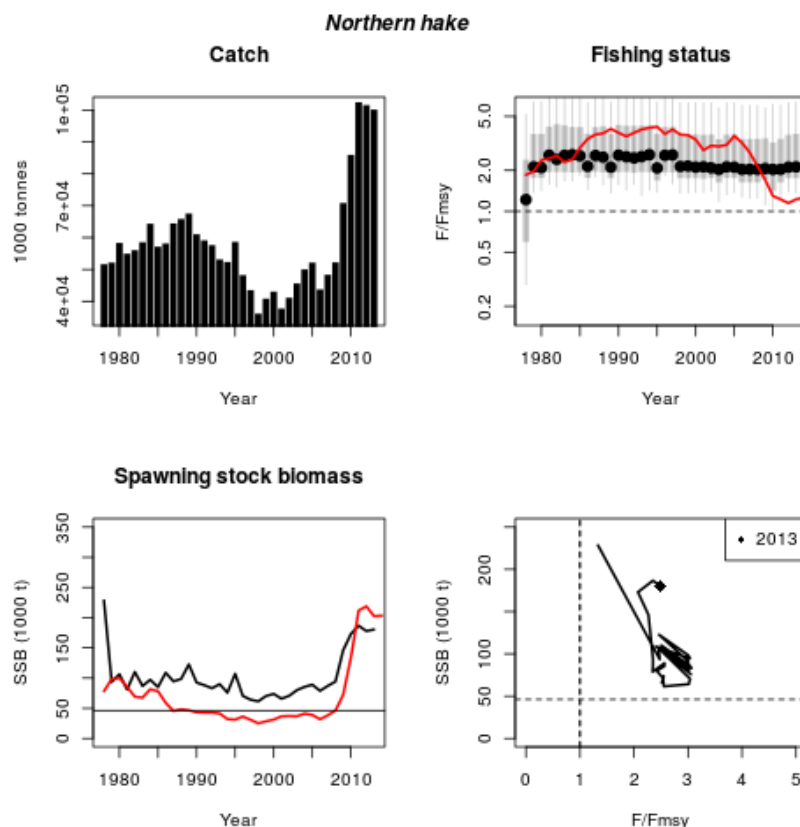 Northern hake
Catch
1000 tonnes
4e+04 7e+04 1e+05
1980 1990 2000 2010
Year
Fishing status
F/Fmsy
0.2 0.5 1.0 2.0 5.0
1980 1990 2000 2010
Year
Spawning stock biomass
SSB (1000 t)
0 50 150 250 350
1980 1990 2000 2010
Year
2013
SSB (1000 t)
0 50 100 200
0 1 2 3 4 5
F/Fmsy